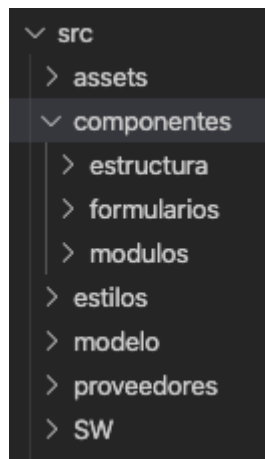 src
assets
componentes
estructura
formularios
modulos
estilos
modelo
proveedores
SW